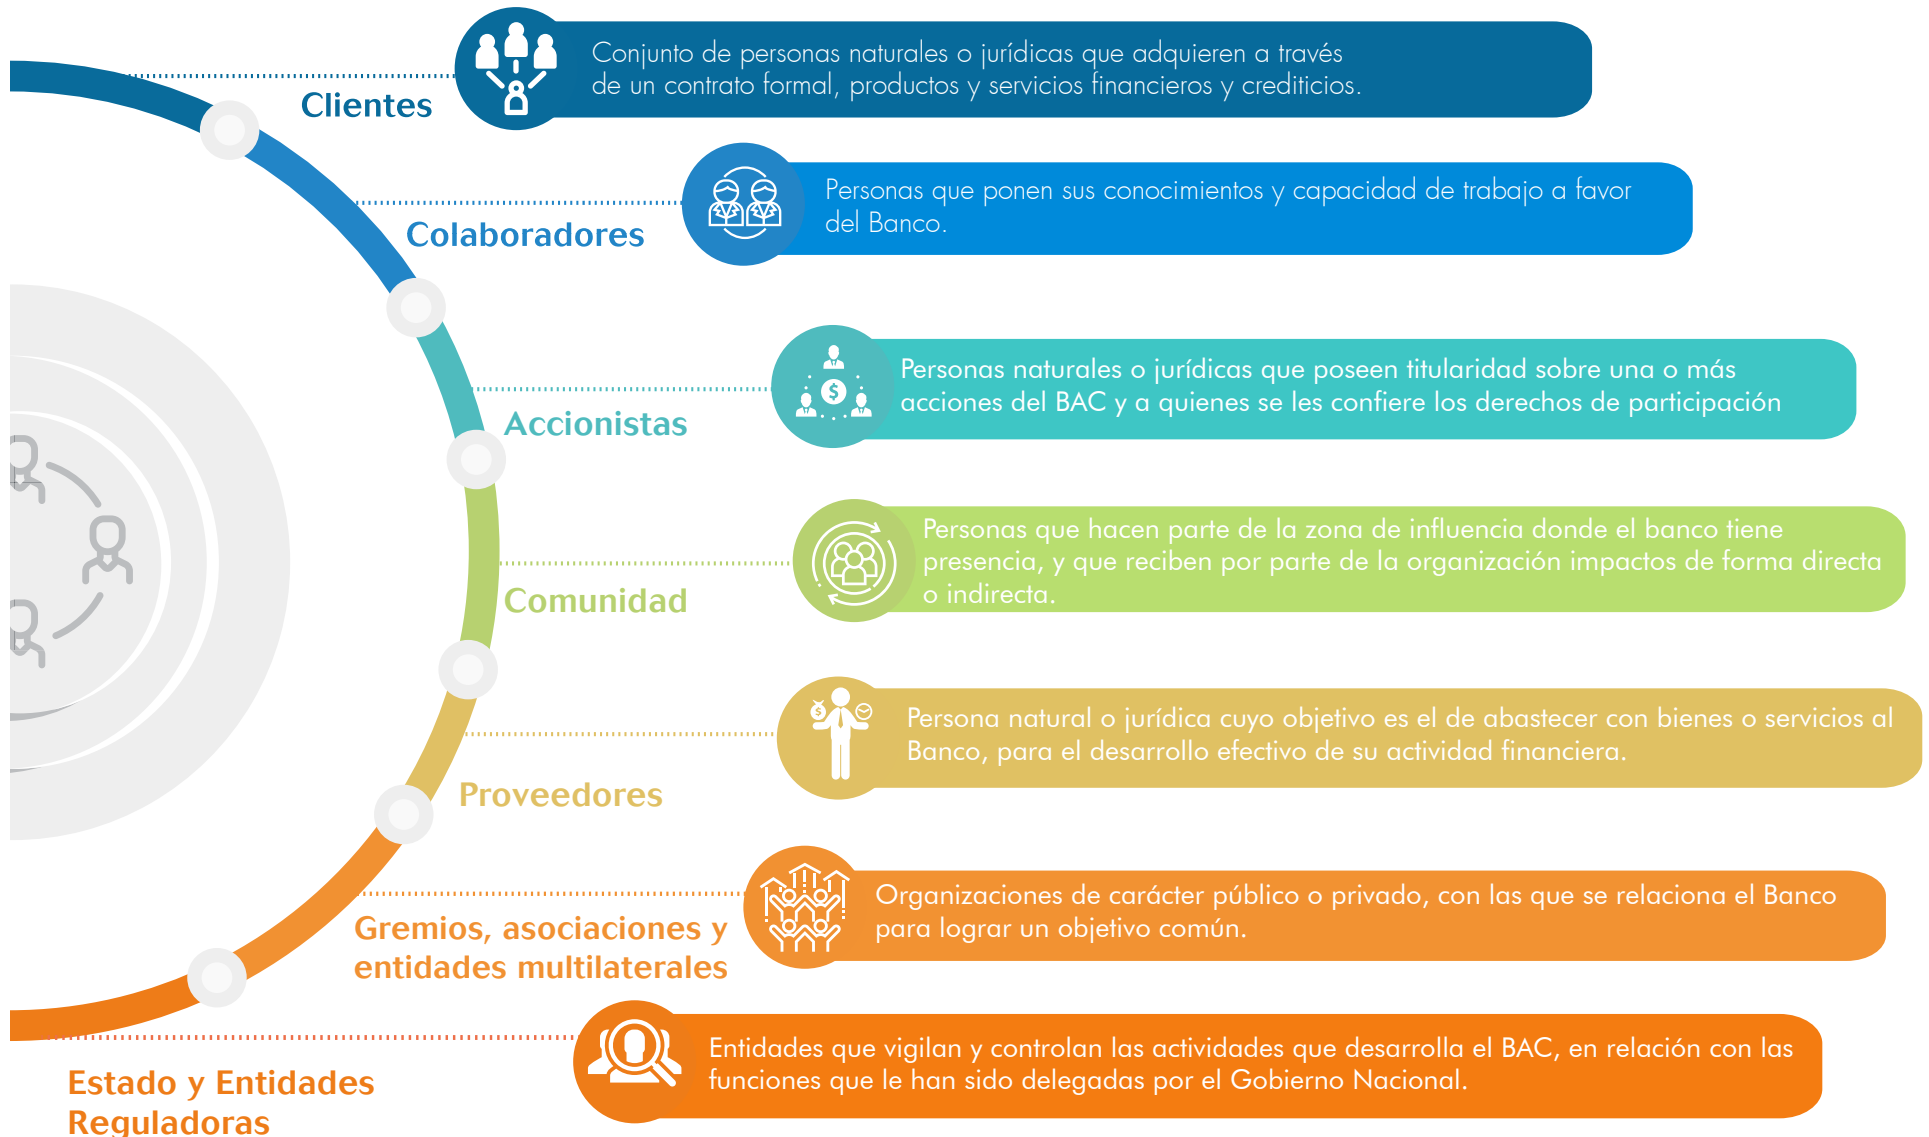 Clientes
Conjunto de personas naturales o jurídicas que adquieren a través
de un contrato formal, productos y servicios financieros y crediticios.
Colaboradores
Personas que ponen sus conocimientos y capacidad de trabajo a favor
del Banco.
Accionistas
Personas naturales o jurídicas que poseen titularidad sobre una o más
acciones del BAC y a quienes se les confiere los derechos de participación
Comunidad
Personas que hacen parte de la zona de influencia donde el banco tiene
presencia, y que reciben por parte de la organización impactos de forma directa
o indirecta.
Proveedores
Persona natural o jurídica cuyo objetivo es el de abastecer con bienes o servicios al
Banco, para el desarrollo efectivo de su actividad financiera.
Gremios, asociaciones y
entidades multilaterales
Organizaciones de carácter público o privado, con las que se relaciona el Banco
para lograr un objetivo común.
Estado y Entidades
Reguladoras
Entidades que vigilan y controlan las actividades que desarrolla el BAC, en relación con las
funciones que le han sido delegadas por el Gobierno Nacional.